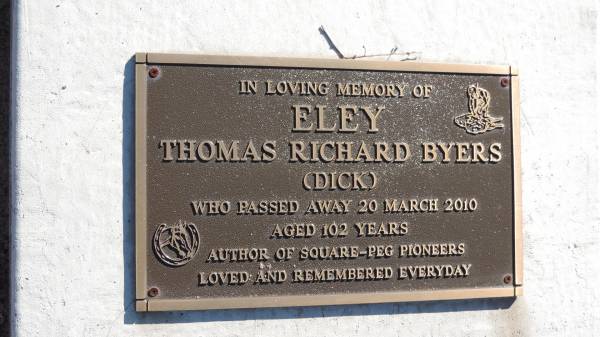 IN LOVING MEMORY OF
ELEY
THOMAS RICHARD BYERS
(DICK)
WHO PASSED AWAY 20 MARCH 2010
AGED 102 YEARS
AUTHOR OF SQUARE-PEG PIONEERS
LOVED AND REMEMBERED EVERYDAY